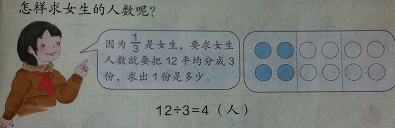 怎样求女生的人数呢?
因为1/3是女生,要求女生
人数就要把12平均分成3
份,求出1份是多少。
12÷3=4(人)